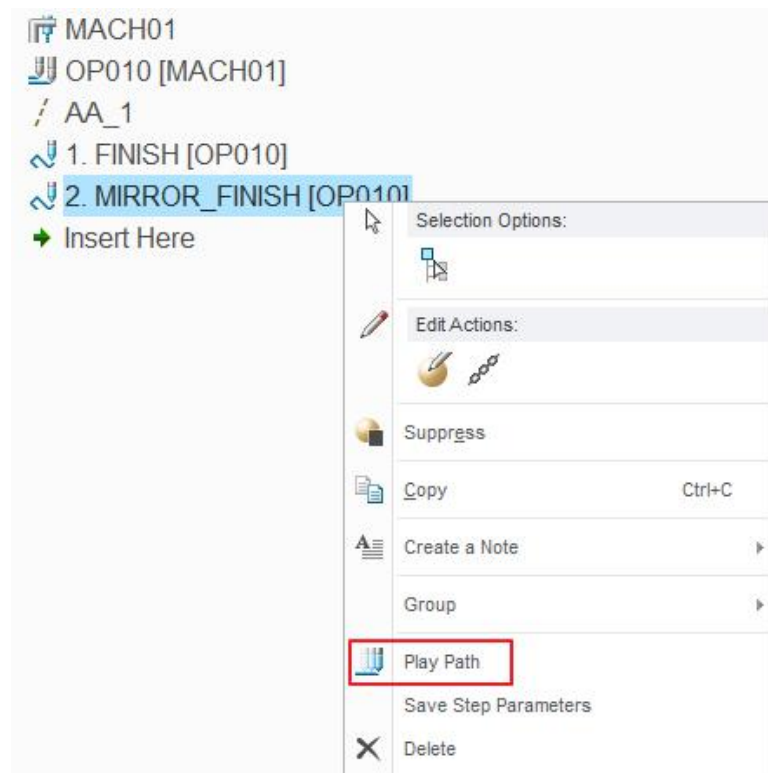 MACH01
OP010 [MACH01]
AA_1
1. FINISH [OP010]
2. MIRROR_FINISH [OP010]
Insert Here
Selection Options:
Edit Actions:
Suppress
Copy Ctrl+C
Create a Note
Group
Play Path
Save Step Parameters
Delete